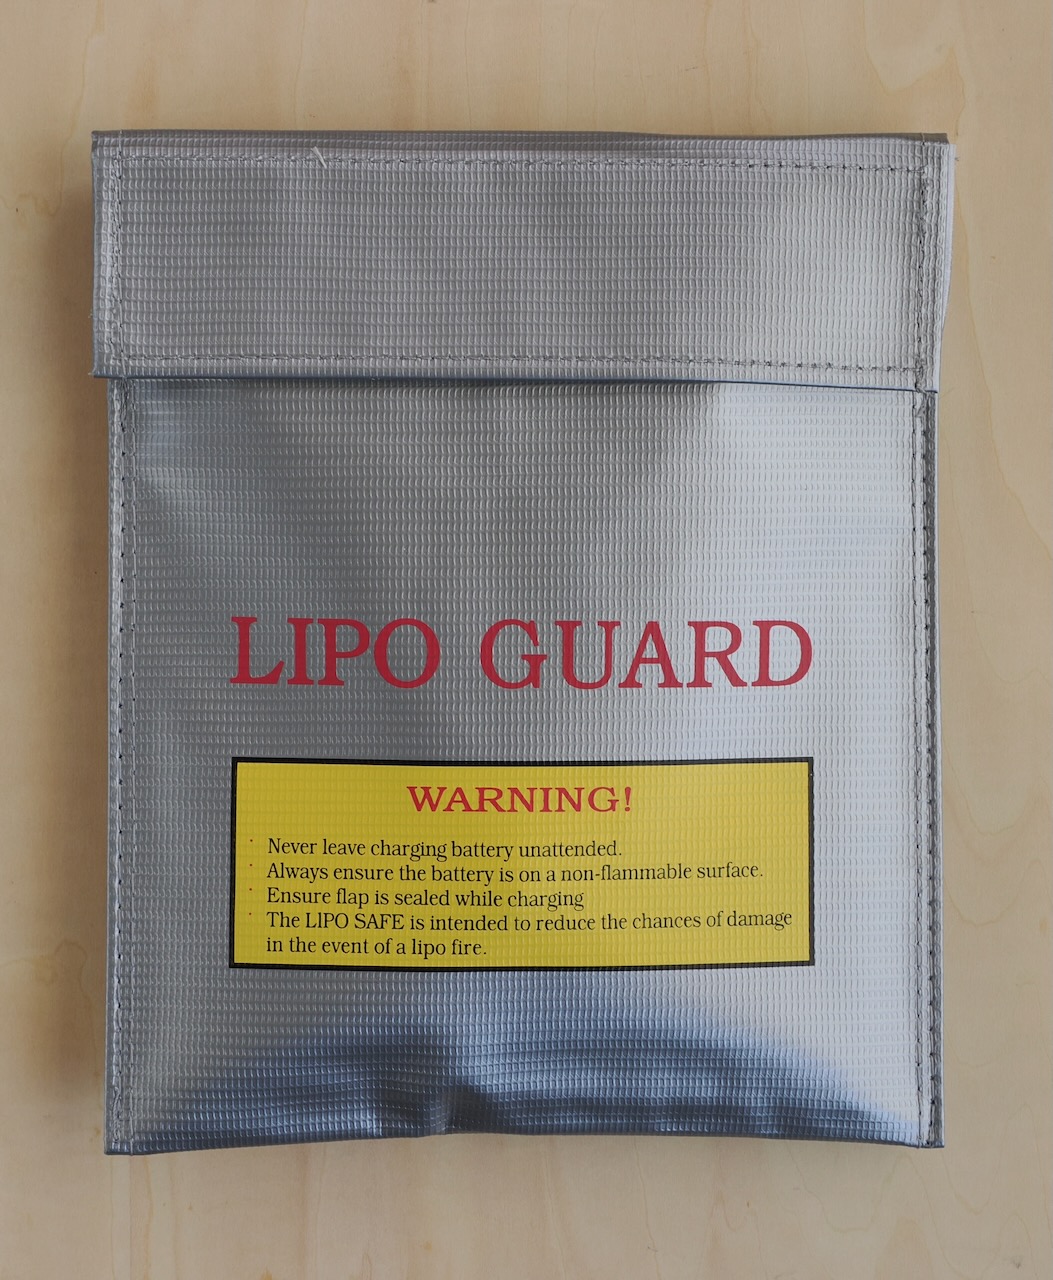 LIPO GUARD
WARNING!
· Never leave charging battery unattended.
· Always ensure the battery is on a non-flammable surface.
· Ensure flap is sealed while charging
· The LIPO SAFE is intended to reduce the chances of damage
in the event of a lipo fire.